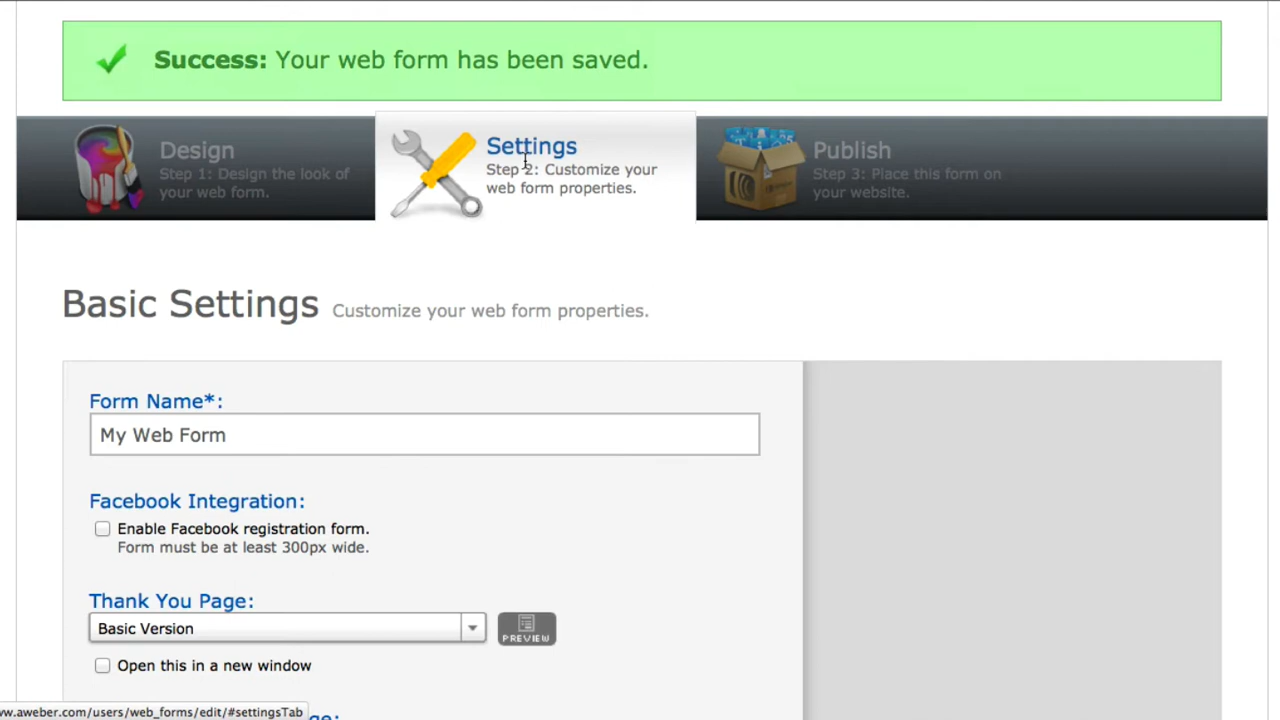 Success: Your web form has been saved.
Design
Step 1: Design the look of
your web form.
Settings
Step 2: Customize your
web form properties.
Publish
Step 3: Place this form on
your website.
Basic Settings Customize your web form properties.
Form Name*:
My Web Form
Facebook Integration:
Enable Facebook registration form.
Form must be at least 300px wide.
Thank You Page:
Basic Version
PREVIEW
Open this in a new window
ww.aweber.com/users/web_forms/edit/#settingsTab